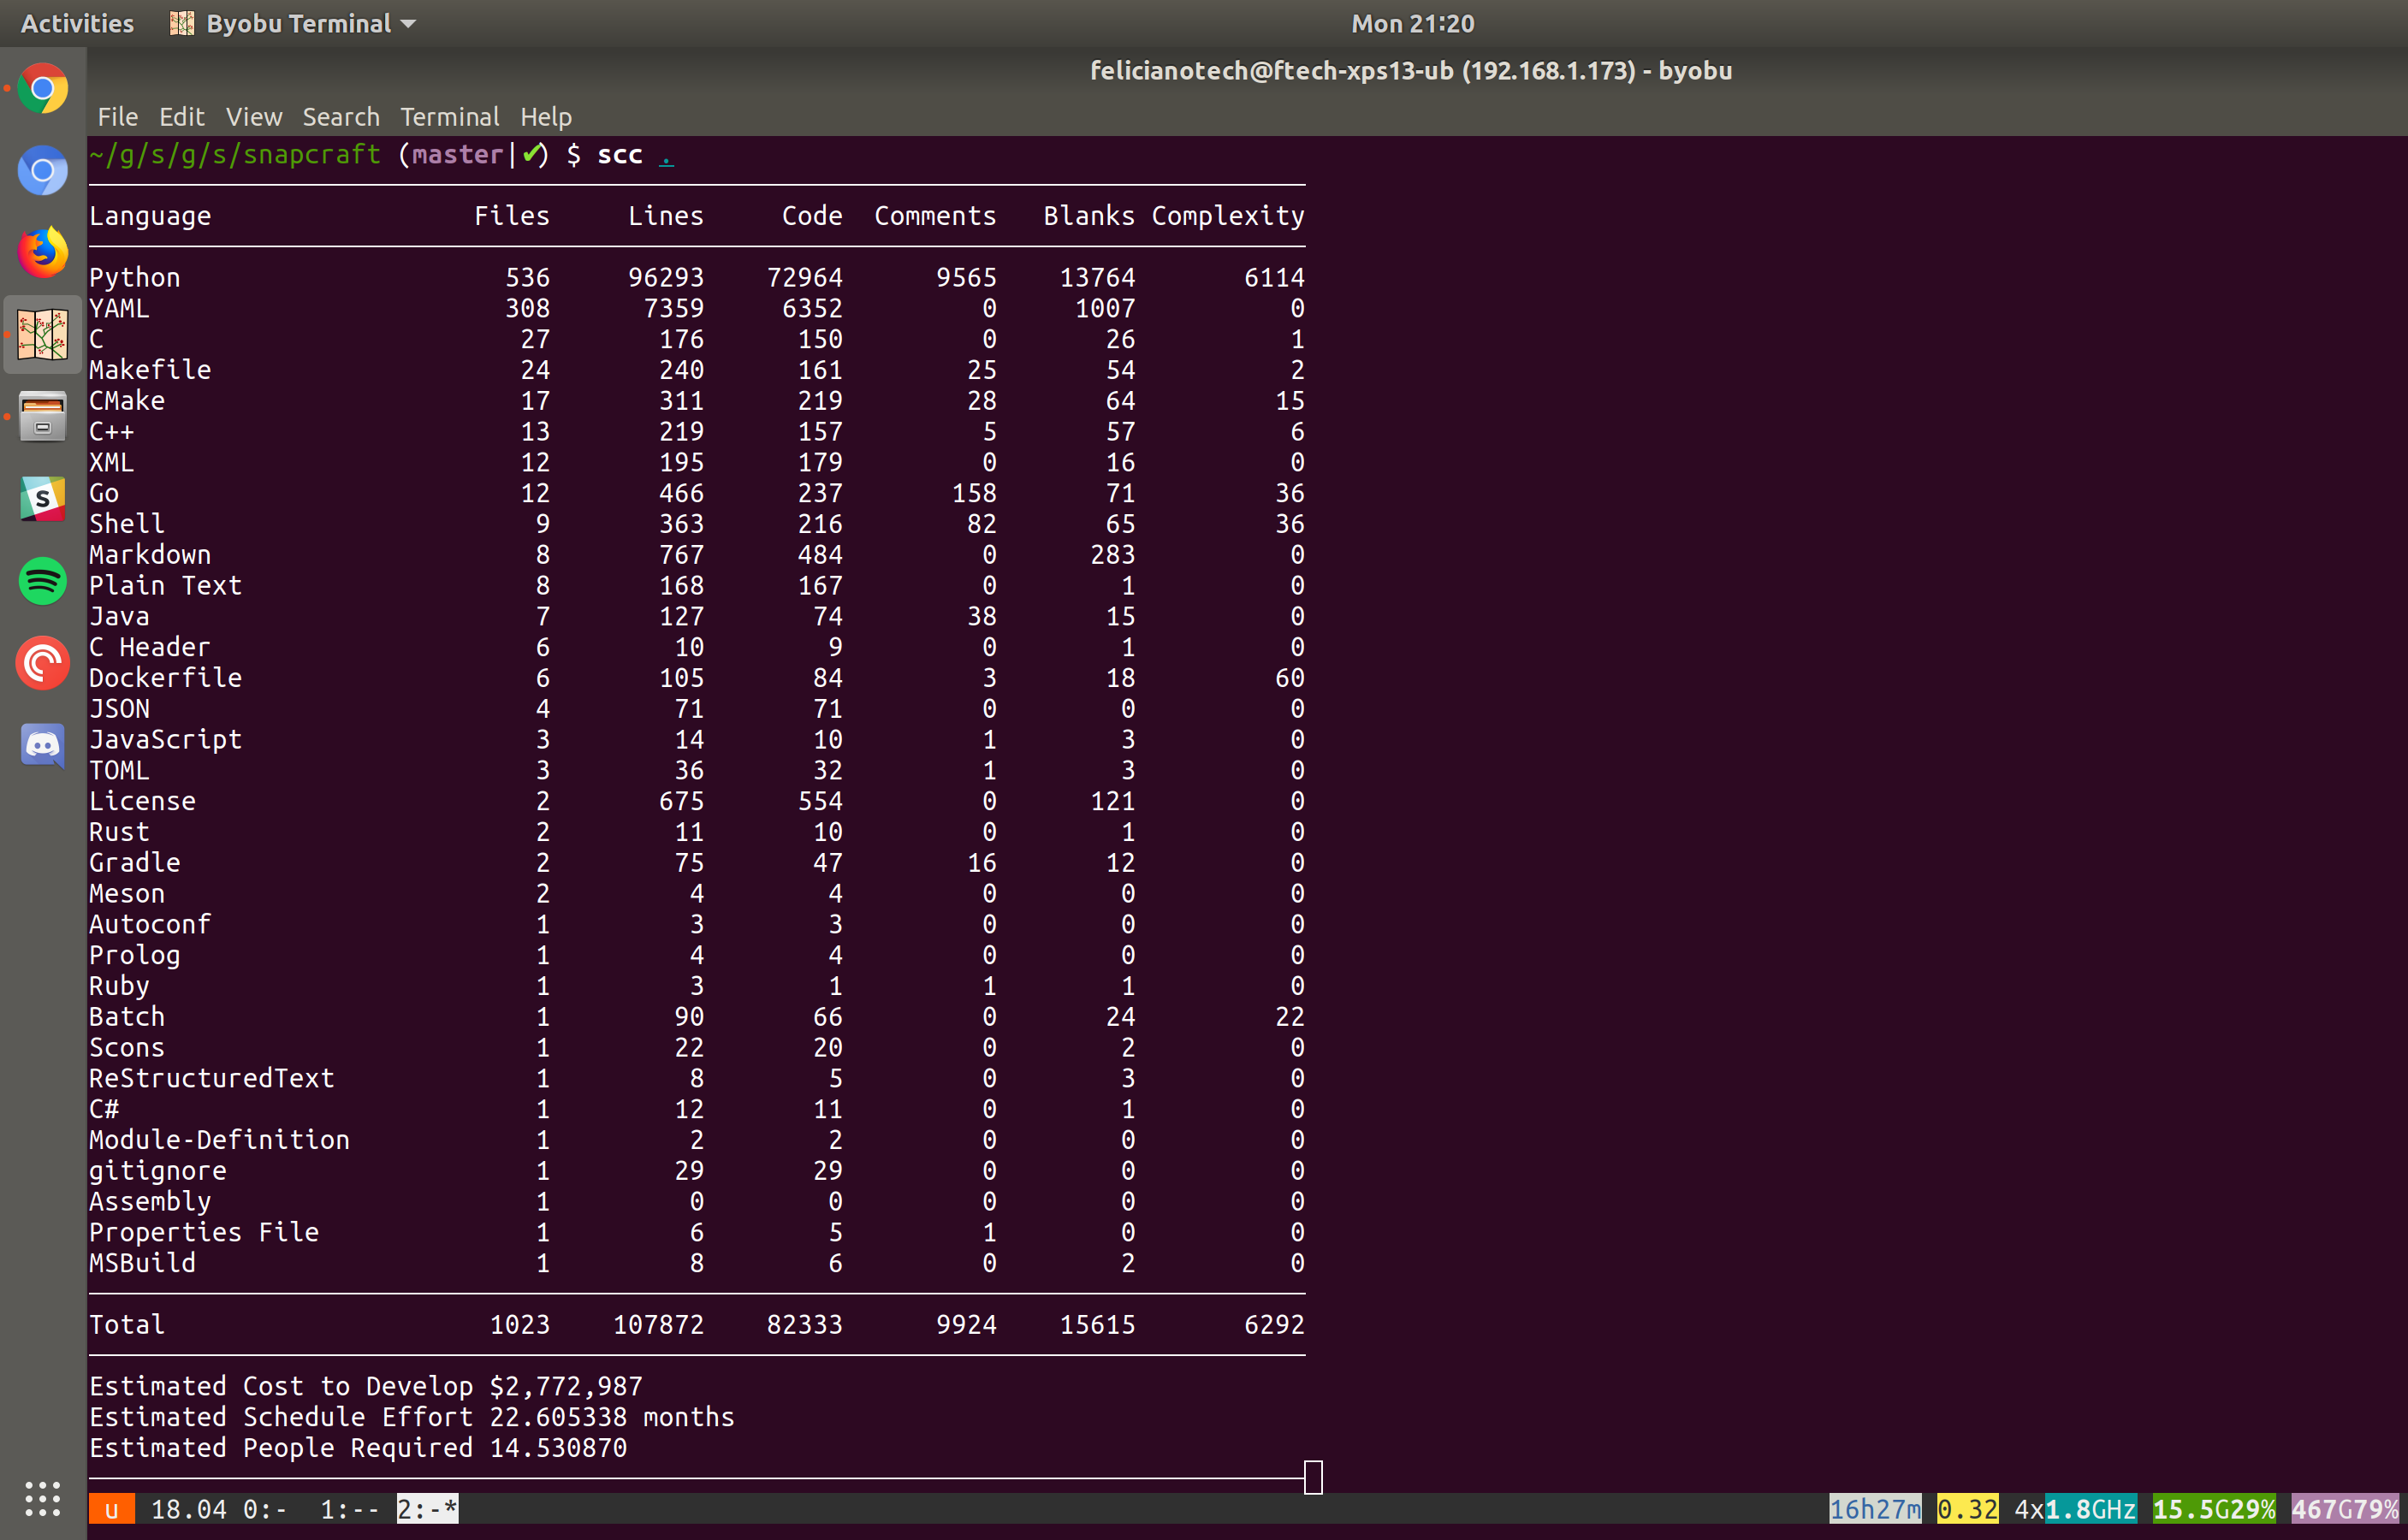 Activities Byobu Terminal Mon 21:20
felicianotech@ftech-xps13-ub (192.168.1.173) - byobu
File Edit View Search Terminal Help
~/g/s/g/s/snapcraft (master|✔) $ scc .
Language Files Lines Code Comments Blanks Complexity
Python 536 96293 72964 9565 13764 6114
YAML 308 7359 6352 0 1007 0
C 27 176 150 0 26 1
Makefile 24 240 161 25 54 2
CMake 17 311 219 28 64 15
C++ 13 219 157 5 57 6
XML 12 195 179 0 16 0
Go 12 466 237 158 71 36
Shell 9 363 216 82 65 36
Markdown 8 767 484 0 283 0
Plain Text 8 168 167 0 1 0
Java 7 127 74 38 15 0
C Header 6 10 9 0 1 0
Dockerfile 6 105 84 3 18 60
JSON 4 71 71 0 0 0
JavaScript 3 14 10 1 3 0
TOML 3 36 32 1 3 0
License 2 675 554 0 121 0
Rust 2 11 10 0 1 0
Gradle 2 75 47 16 12 0
Meson 2 4 4 0 0 0
Autoconf 1 3 3 0 0 0
Prolog 1 4 4 0 0 0
Ruby 1 3 1 1 1 0
Batch 1 90 66 0 24 22
Scons 1 22 20 0 2 0
ReStructuredText 1 8 5 0 3 0
C# 1 12 11 0 1 0
Module-Definition 1 2 2 0 0 0
gitignore 1 29 29 0 0 0
Assembly 1 0 0 0 0 0
Properties File 1 6 5 1 0 0
MSBuild 1 8 6 0 2 0
Total 1023 107872 82333 9924 15615 6292
Estimated Cost to Develop $2,772,987
Estimated Schedule Effort 22.605338 months
Estimated People Required 14.530870
u 18.04 0:- 1:-- 2:-* 16h27m 0.32 4x1.8GHz 15.5G29% 467G79%